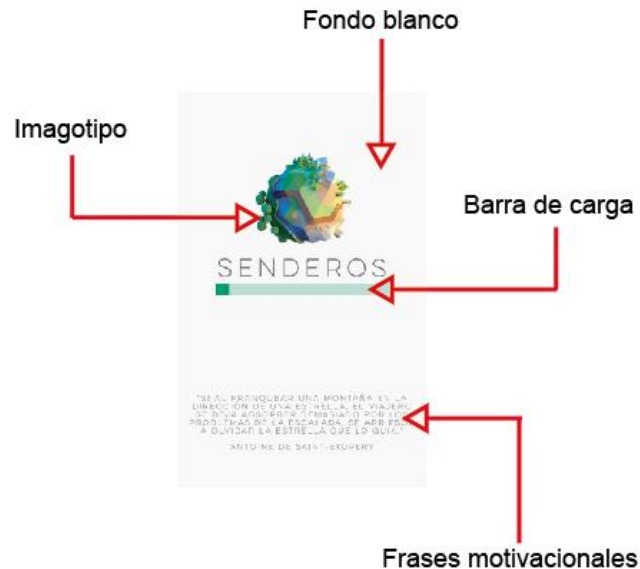 Fondo blanco
Imagotipo
Barra de carga
SENDEROS
"SI AL FRANQUEAR UNA MONTAÑA EN LA
DIRECCIÓN DE UNA ESTRELLA, EL VIAJERO
SE DEJA ABSORBER DEMASIADO POR LOS
PROBLEMAS DE LA ESCALADA, SE ARRIESGA
A OLVIDAR LA ESTRELLA QUE LO GUÍA."
ANTOINE DE SAINT-EXUPERY
Frases motivacionales